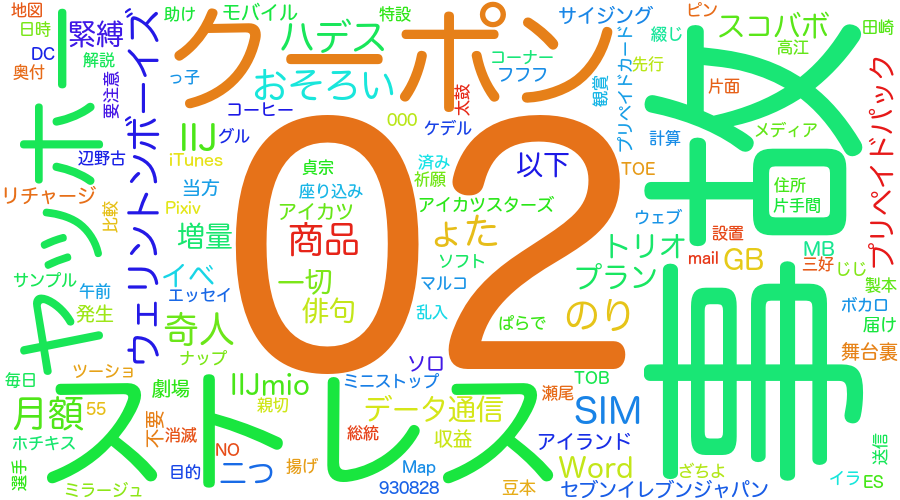 地図
助け
モバイル
特設
サイジング
ピン
スコバボ
田崎
日時
緊縛
クーポン
ハデス
コーナー
フフフ
綴じ
高江
DC
解説
奥付
要注意
っ子
おそろい
太鼓
観賞
プリペイドカード
先行
片面
事故
プリペイドパック
コーヒー
ヤッホー
ウェリントンボーイズ
IIJ
グル
000
ケデル
計算
メディア
02
辺野古
iTunes
貞宗
済み
以下
TOE
リチャージ
当方
座り込み
祈願
住所
Pixiv
アイカツ
アイカツスターズ
片手間
比較
増量
商品
ょた
ウェブ
設置
トリオ
MB
サンプル
イベ
ソフト
mail
GB
三好
じじ
午前
エッセイ
一切
マルコ
プラン
製本
発生
俳句
乱入
ぱらで
のり
ボカロ
届け
奇人
ナップ
ソロ
舞台裏
毎日
ツーショ
劇場
IIJmio
ミニストップ
TOB
ストレス
瀬尾
月額
55
親切
データ通信
SIM
不要
消滅
総統
収益
アイランド
ホチキス
NO
送信
選手
目的
二つ
揚げ
Map
Word
ざちよ
イラ
ES
ミラージュ
930828
豆本
セブンイレブンジャパン